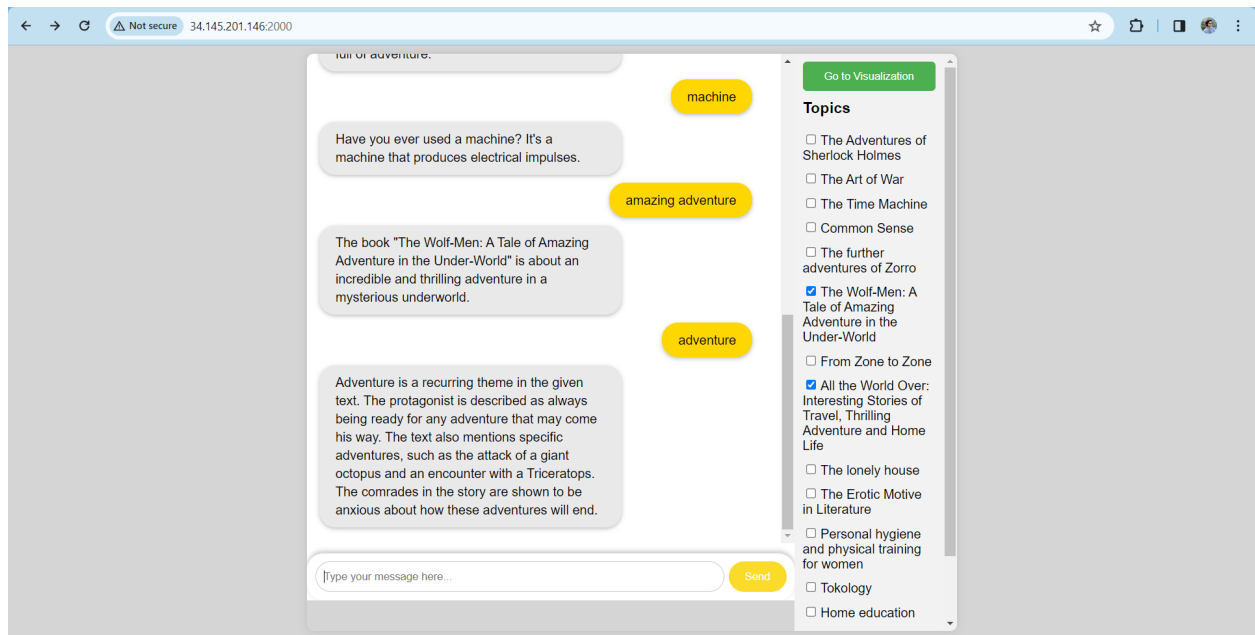 Not secure 34.145.201.146:2000
full of adventure.
machine
Have you ever used a machine? It's a
machine that produces electrical impulses.
amazing adventure
The book "The Wolf-Men: A Tale of Amazing
Adventure in the Under-World" is about an
incredible and thrilling adventure in a
mysterious underworld.
adventure
Adventure is a recurring theme in the given
text. The protagonist is described as always
being ready for any adventure that may come
his way. The text also mentions specific
adventures, such as the attack of a giant
octopus and an encounter with a Triceratops.
The comrades in the story are shown to be
anxious about how these adventures will end.
Type your message here...
Send
Go to Visualization
Topics
The Adventures of
Sherlock Holmes
The Art of War
The Time Machine
Common Sense
The further
adventures of Zorro
The Wolf-Men: A
Tale of Amazing
Adventure in the
Under-World
From Zone to Zone
All the World Over:
Interesting Stories of
Travel, Thrilling
Adventure and Home
Life
The lonely house
The Erotic Motive
in Literature
Personal hygiene
and physical training
for women
Tokology
Home education